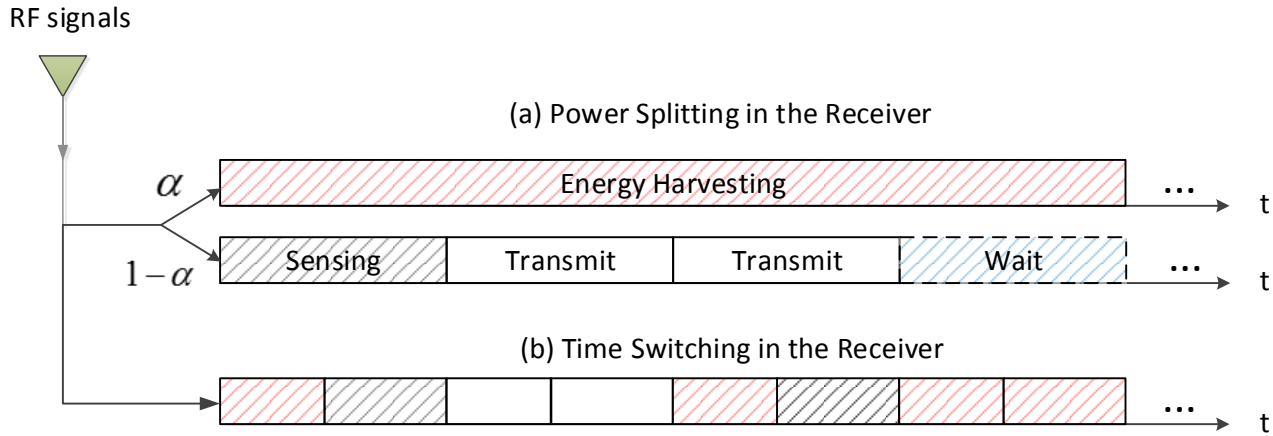 RF signals
(a) Power Splitting in the Receiver
α
Energy Harvesting
...
t
1−α
Sensing
Transmit
Transmit
Wait
...
t
(b) Time Switching in the Receiver
...
t